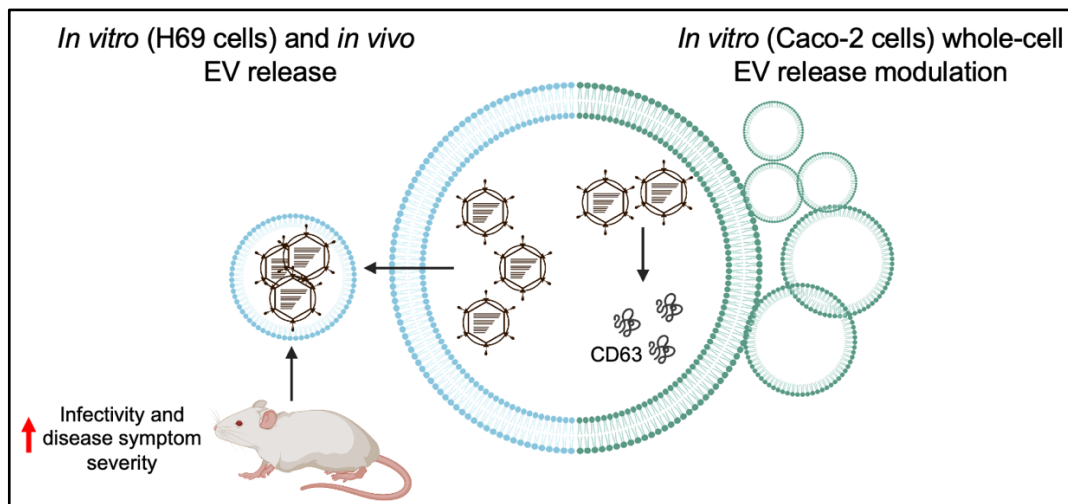 In vitro (H69 cells) and in vivo
EV release
In vitro (Caco-2 cells) whole-cell
EV release modulation
CD63
Infectivity and
disease symptom
severity